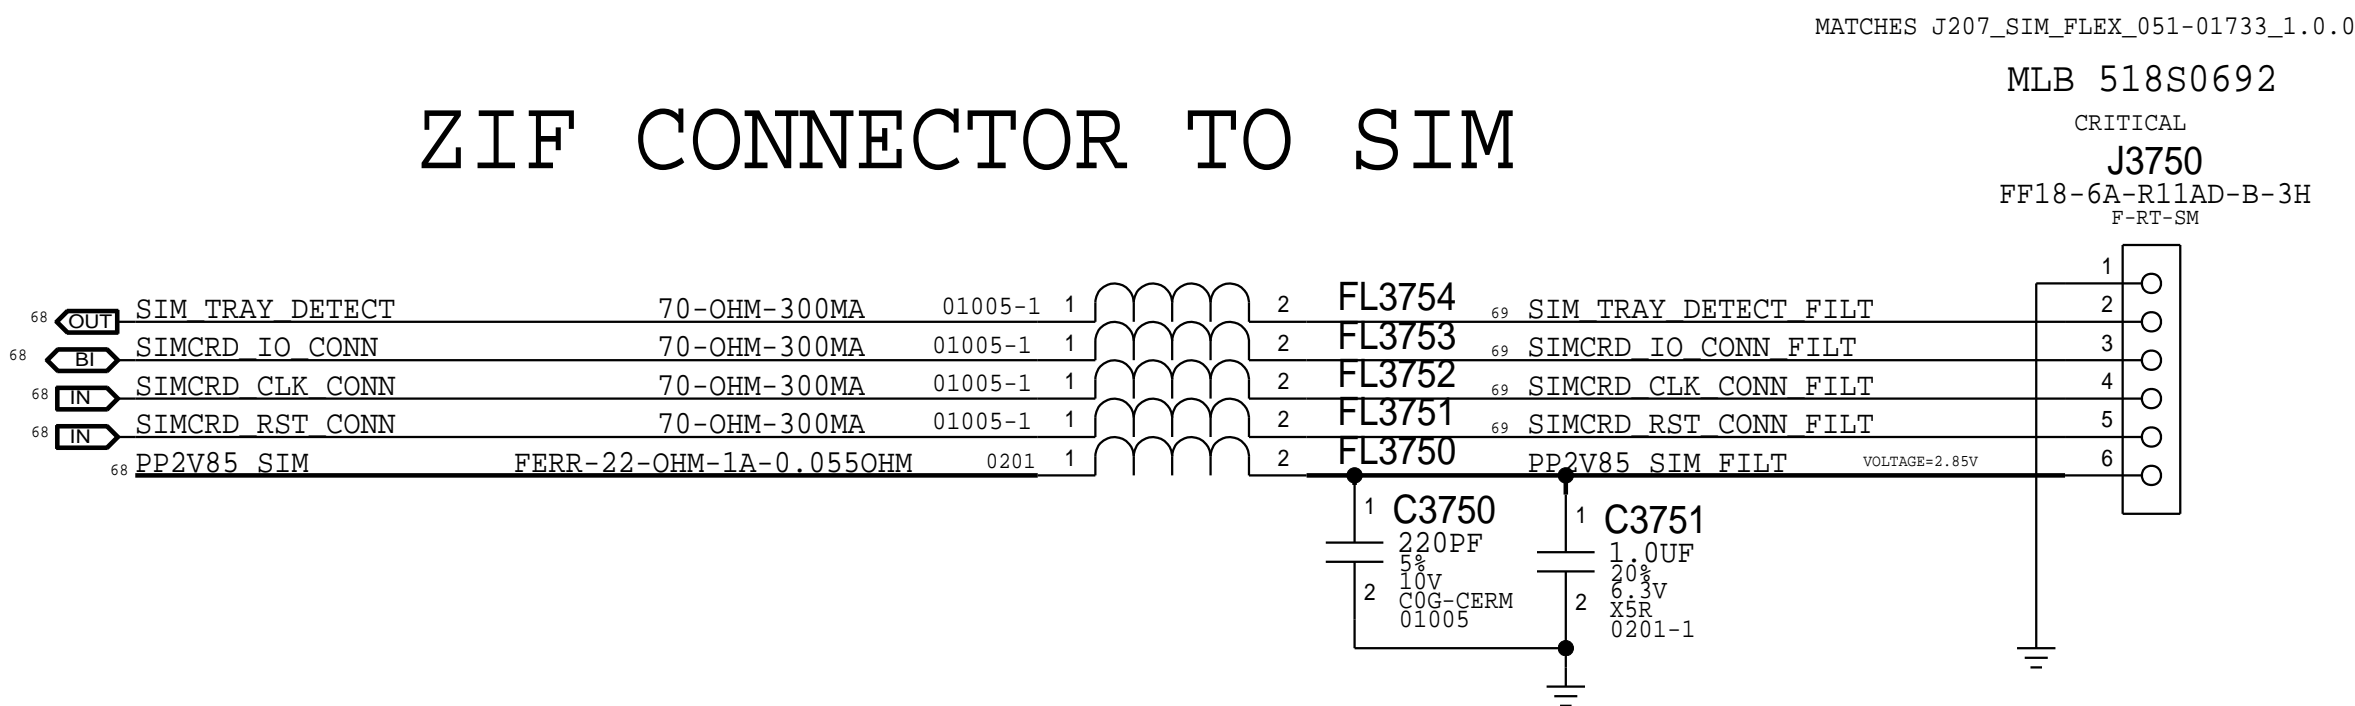 MATCHES J207_SIM_FLEX_051-01733_1.0.0
MLB 518S0692
ZIF CONNECTOR TO SIM
CRITICAL
J3750
FF18-6A-R11AD-B-3H
F-RT-SM
1
68 OUT SIM_TRAY_DETECT 70-OHM-300MA 01005-1 1 2 FL3754 69 SIM_TRAY_DETECT_FILT 2
68 BI SIMCRD_IO_CONN 70-OHM-300MA 01005-1 1 2 FL3753 69 SIMCRD_IO_CONN_FILT 3
68 IN SIMCRD_CLK_CONN 70-OHM-300MA 01005-1 1 2 FL3752 69 SIMCRD_CLK_CONN_FILT 4
68 IN SIMCRD_RST_CONN 70-OHM-300MA 01005-1 1 2 FL3751 69 SIMCRD_RST_CONN_FILT 5
68 PP2V85_SIM FERR-22-OHM-1A-0.055OHM 0201 1 2 FL3750 PP2V85_SIM_FILT VOLTAGE=2.85V 6
1 C3750
220PF
5%
10V
2 C0G-CERM
01005
1 C3751
1.0UF
20%
6.3V
2 X5R
0201-1